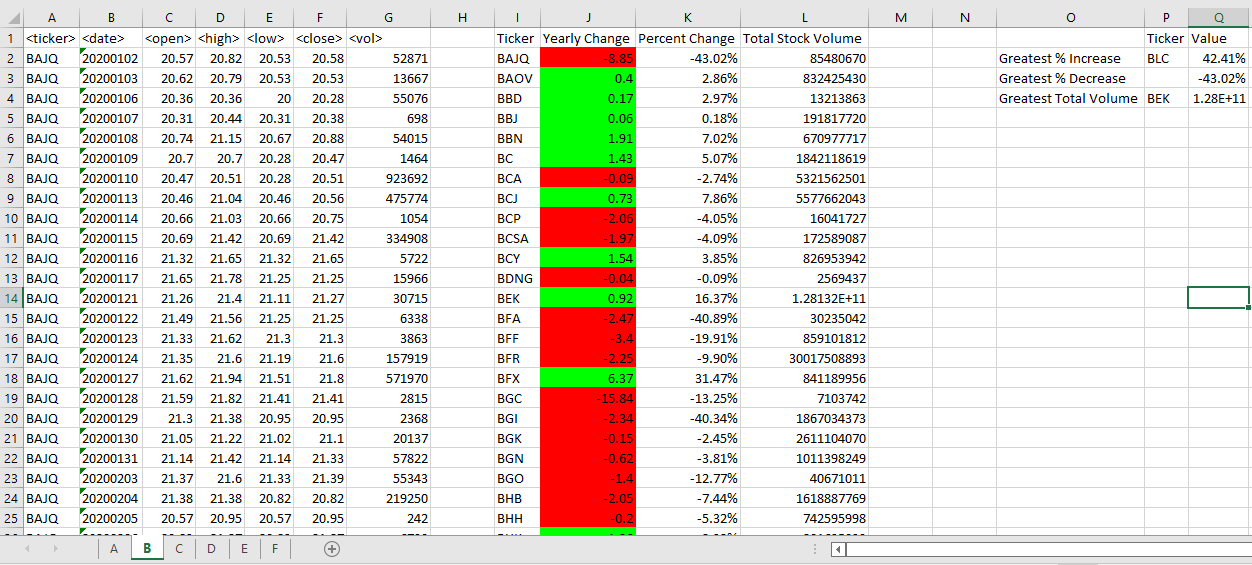 A B C D E F G H I J K L M N O P Q
1 <ticker> <date> <open> <high> <low> <close> <vol> Ticker Yearly Change Percent Change Total Stock Volume Ticker Value
2 BAJQ 20200102 20.57 20.82 20.53 20.58 52871 BAJQ -8.85 -43.02% 85480670 Greatest % Increase BLC 42.41%
3 BAJQ 20200103 20.62 20.79 20.53 20.53 13667 BAOV 0.4 2.86% 832425430 Greatest % Decrease -43.02%
4 BAJQ 20200106 20.36 20.36 20 20.28 55076 BBD 0.17 2.97% 13213863 Greatest Total Volume BEK 1.28E+11
5 BAJQ 20200107 20.31 20.44 20.31 20.38 698 BBJ 0.06 0.18% 191817720
6 BAJQ 20200108 20.74 21.15 20.67 20.88 54015 BBN 1.91 7.02% 670977717
7 BAJQ 20200109 20.7 20.7 20.28 20.47 1464 BC 1.43 5.07% 1842118619
8 BAJQ 20200110 20.47 20.51 20.28 20.51 923692 BCA -0.09 -2.74% 5321562501
9 BAJQ 20200113 20.46 21.04 20.46 20.56 475774 BCJ 0.73 7.86% 5577662043
10 BAJQ 20200114 20.66 21.03 20.66 20.75 1054 BCP -2.06 -4.05% 16041727
11 BAJQ 20200115 20.69 21.42 20.69 21.42 334908 BCSA -1.97 -4.09% 172589087
12 BAJQ 20200116 21.32 21.65 21.32 21.65 5722 BCY 1.54 3.85% 826953942
13 BAJQ 20200117 21.65 21.78 21.25 21.25 15966 BDNG -0.04 -0.09% 2569437
14 BAJQ 20200121 21.26 21.4 21.11 21.27 30715 BEK 0.92 16.37% 1.28132E+11
15 BAJQ 20200122 21.49 21.56 21.25 21.25 6338 BFA -2.47 -40.89% 30235042
16 BAJQ 20200123 21.33 21.62 21.3 21.3 3863 BFF -3.4 -19.91% 859101812
17 BAJQ 20200124 21.35 21.6 21.19 21.6 157919 BFR -2.25 -9.90% 30017508893
18 BAJQ 20200127 21.62 21.94 21.51 21.8 571970 BFX 6.37 31.47% 841189956
19 BAJQ 20200128 21.59 21.82 21.41 21.41 2815 BGC -15.84 -13.25% 7103742
20 BAJQ 20200129 21.3 21.38 20.95 20.95 2368 BGI -2.34 -40.34% 1867034373
21 BAJQ 20200130 21.05 21.22 21.02 21.1 20137 BGK -0.15 -2.45% 2611104070
22 BAJQ 20200131 21.14 21.42 21.14 21.33 57822 BGN -0.62 -3.81% 1011398249
23 BAJQ 20200203 21.37 21.6 21.33 21.39 55343 BGO -1.4 -12.77% 40671011
24 BAJQ 20200204 21.38 21.38 20.82 20.82 219250 BHB -2.05 -7.44% 1618887769
25 BAJQ 20200205 20.57 20.95 20.57 20.95 242 BHH -0.2 -5.32% 742595998
A B C D E F